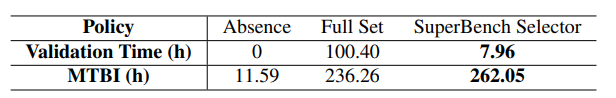 Policy Absence Full Set SuperBench Selector
Validation Time (h) 0 100.40 7.96
MTBI (h) 11.59 236.26 262.05